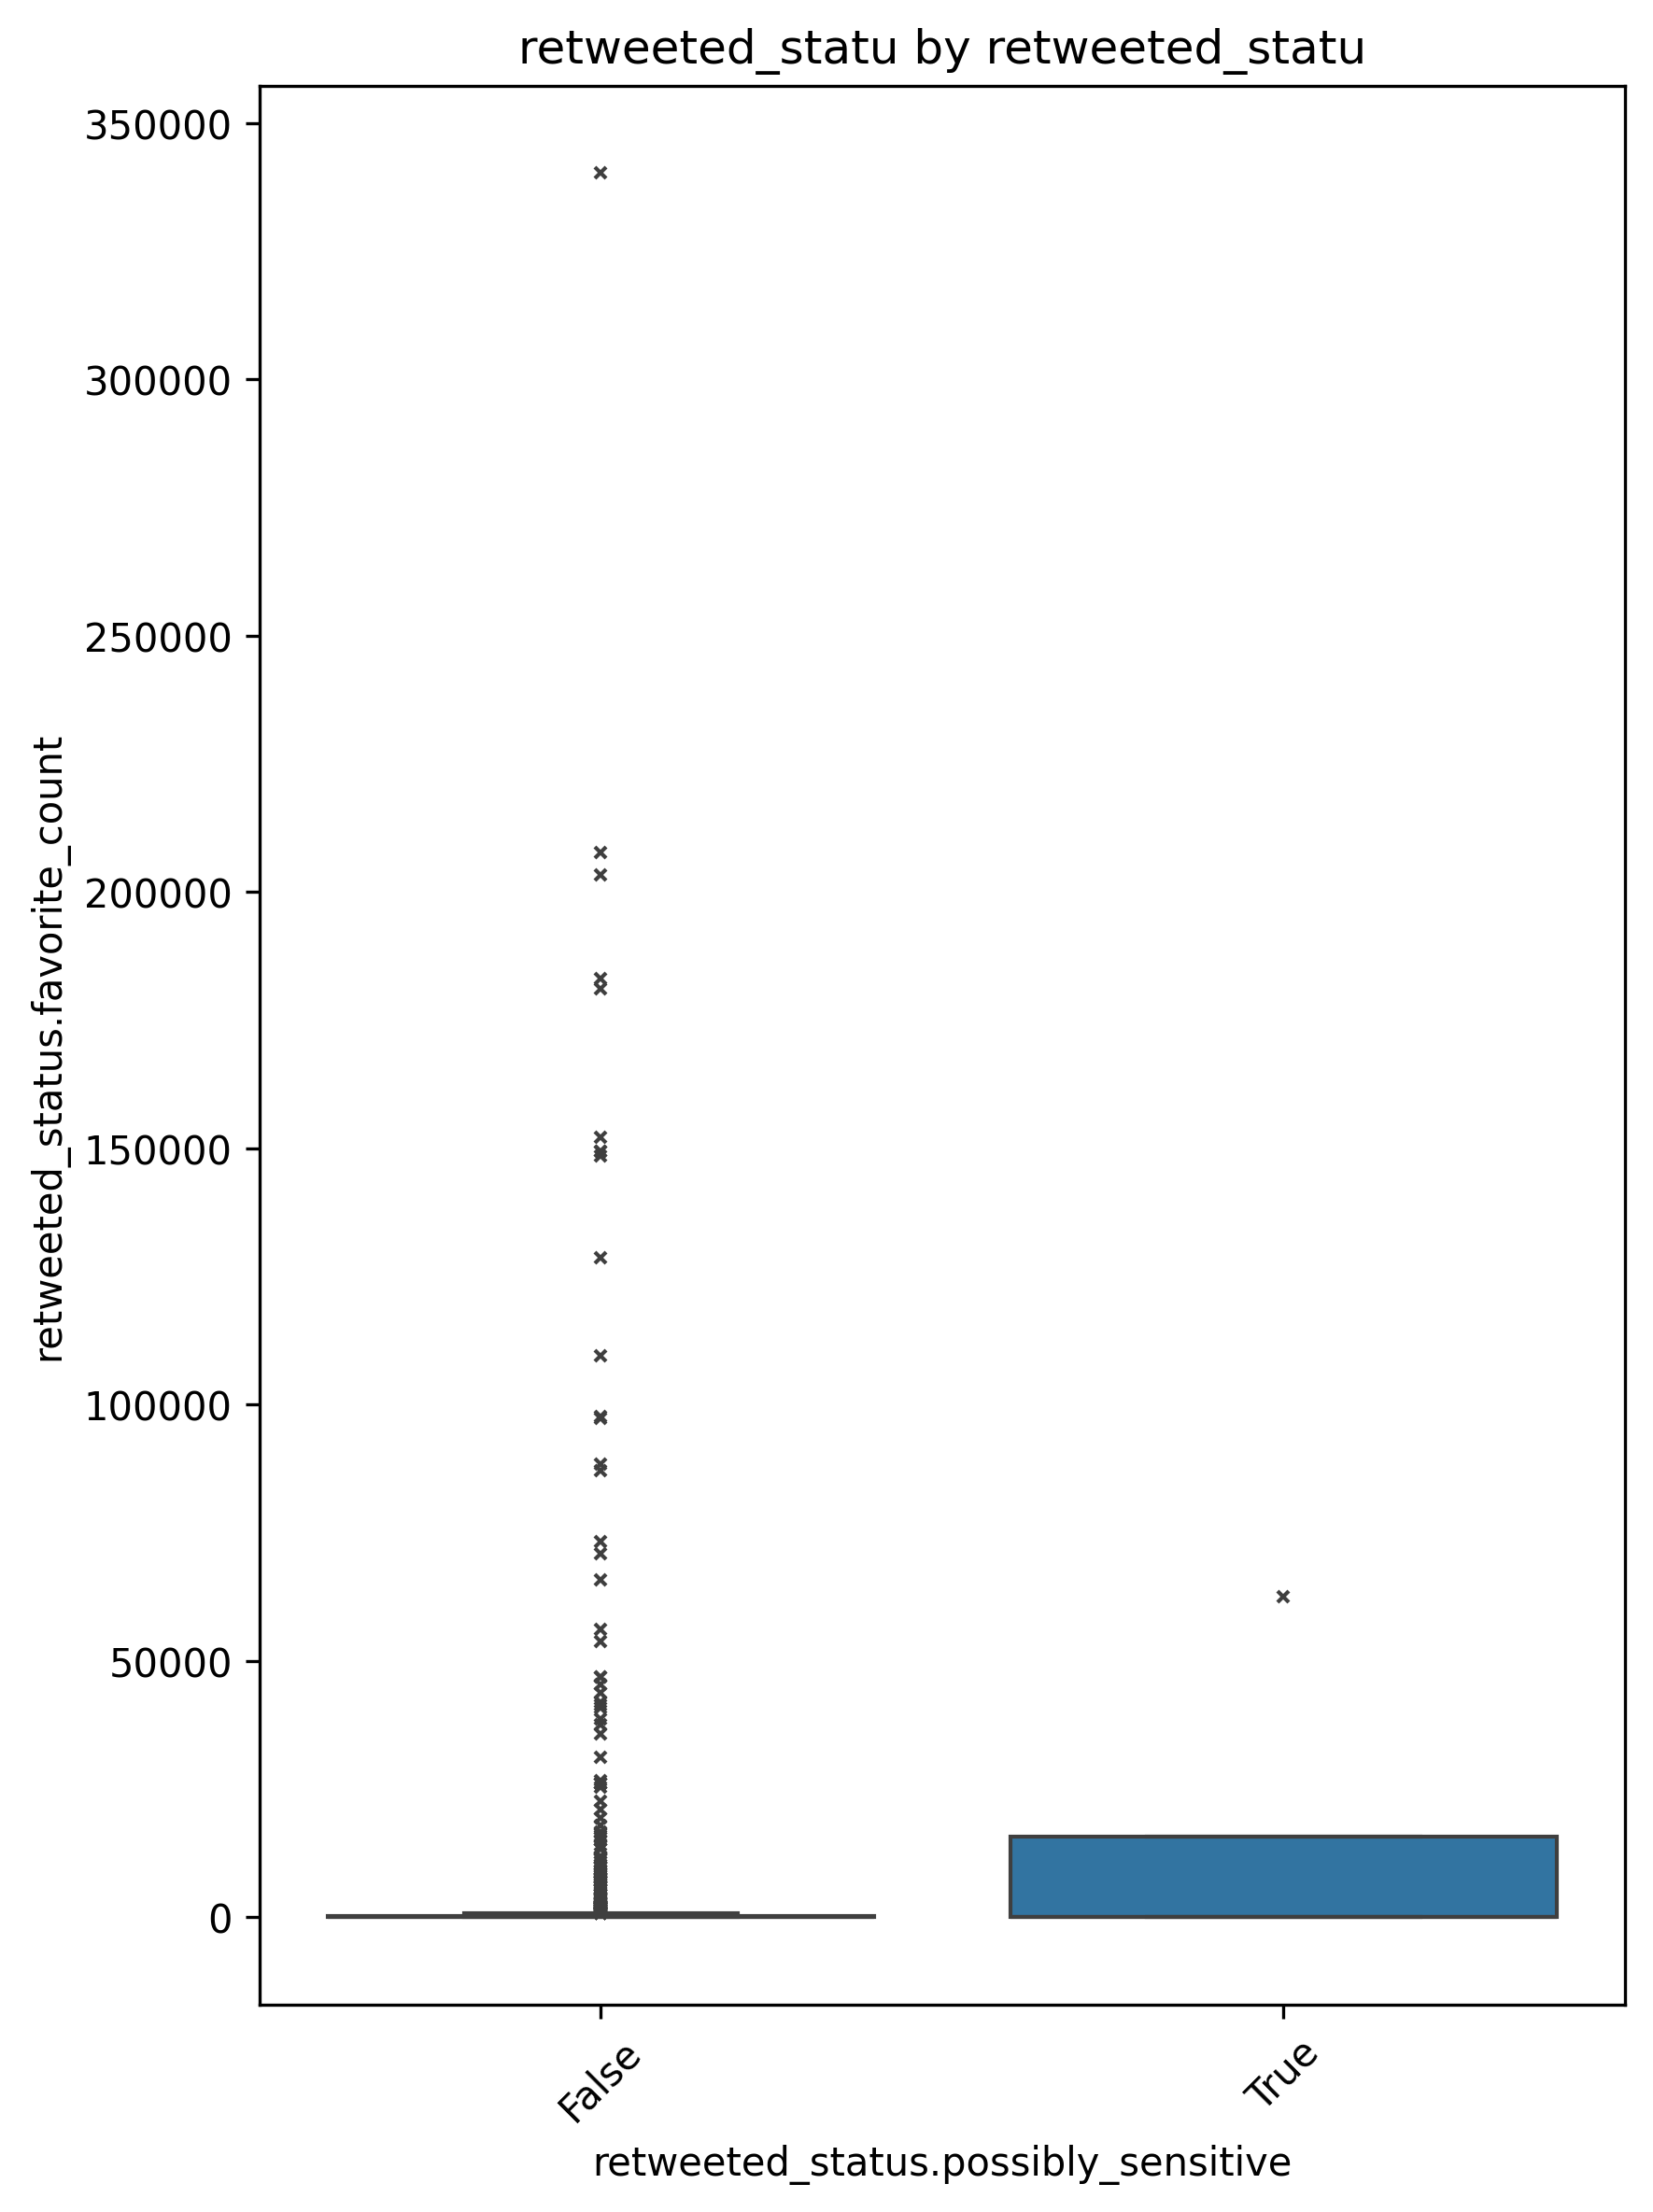 retweeted_statu by retweeted_statu
retweeted_status.favorite_count
350000
300000
250000
200000
150000
100000
50000
0
False
True
retweeted_status.possibly_sensitive